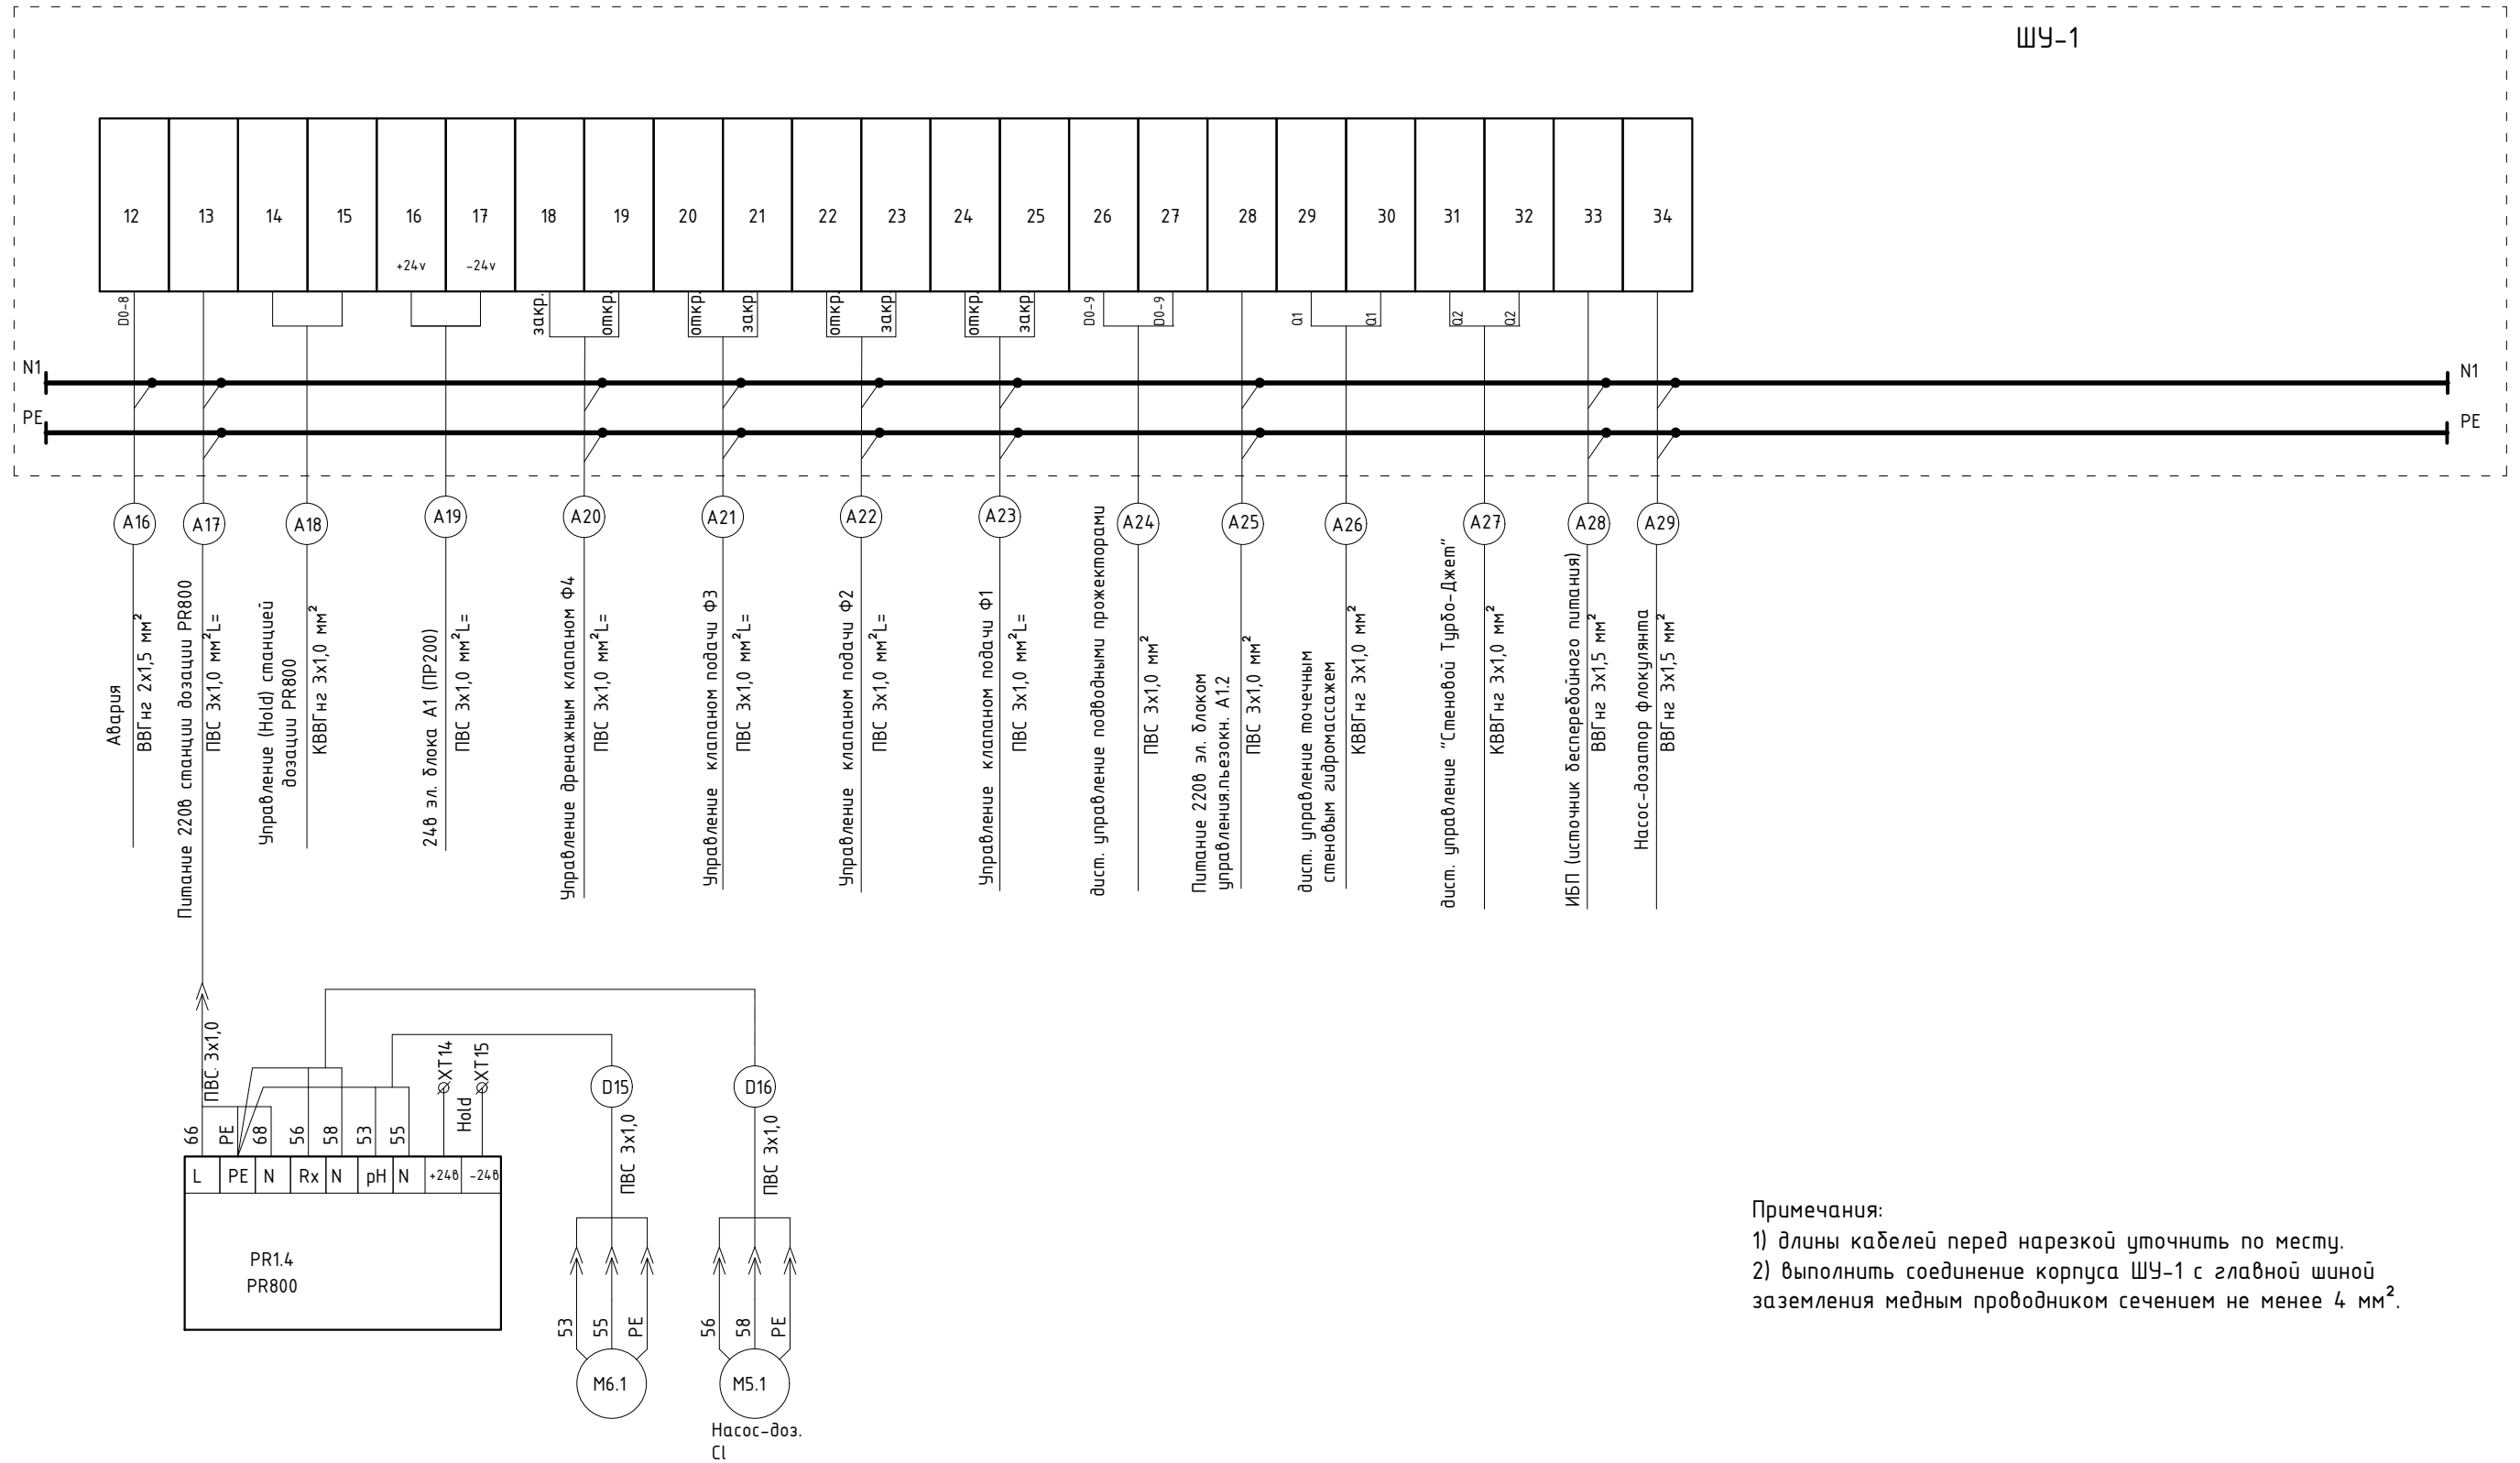 ШУ-1
12
13
14
15
16
17
18
19
20
21
22
23
24
25
26
27
28
29
30
31
32
33
34
+24v
-24v
D0-8
закр.
откр.
откр.
закр.
откр.
закр.
откр.
закр.
D0-9
D0-9
Q1
Q1
Q2
Q2
N1
N1
PE
PE
A16
A17
A18
A19
A20
A21
A22
A23
A24
A25
A26
A27
A28
A29
Авария
ВВГнг 2х1,5 мм²
Питание 220в станции дозации PR800
ПВС 3х1,0 мм²L=
Управление (Hold) станцией
дозации PR800
КВВГнг 3х1,0 мм²
24в эл. блока А1 (ПР200)
ПВС 3х1,0 мм²L=
Управление дренажным клапаном Ф4
ПВС 3х1,0 мм²L=
Управление клапаном подачи Ф3
ПВС 3х1,0 мм²L=
Управление клапаном подачи Ф2
ПВС 3х1,0 мм²L=
Управление клапаном подачи Ф1
ПВС 3х1,0 мм²L=
дист. управление подводными прожекторами
ПВС 3х1,0 мм²
Питание 220в эл. блоком
управления.пьезокн. А1.2
ПВС 3х1,0 мм²
дист. управление точечным
стеновым гидромассажем
КВВГнг 3х1,0 мм²
дист. управление "Стеновой Турбо-Джет"
КВВГнг 3х1,0 мм²
ИБП (источник бесперебойного питания)
ВВГнг 3х1,5 мм²
Насос-дозатор флокулянта
ВВГнг 3х1,5 мм²
ПВС. 3х1,0
XT14
XT15
Hold
66
PE
68
56
58
53
55
L
PE
N
Rx
N
pH
N
+24в
-24в
PR1.4
PR800
D15
D16
ПВС 3х1,0
ПВС 3х1,0
53
55
PE
56
58
PE
M6.1
M5.1
Насос-доз.
Cl
Примечания:
1) длины кабелей перед нарезкой уточнить по месту.
2) выполнить соединение корпуса ШУ-1 с главной шиной
заземления медным проводником сечением не менее 4 мм².